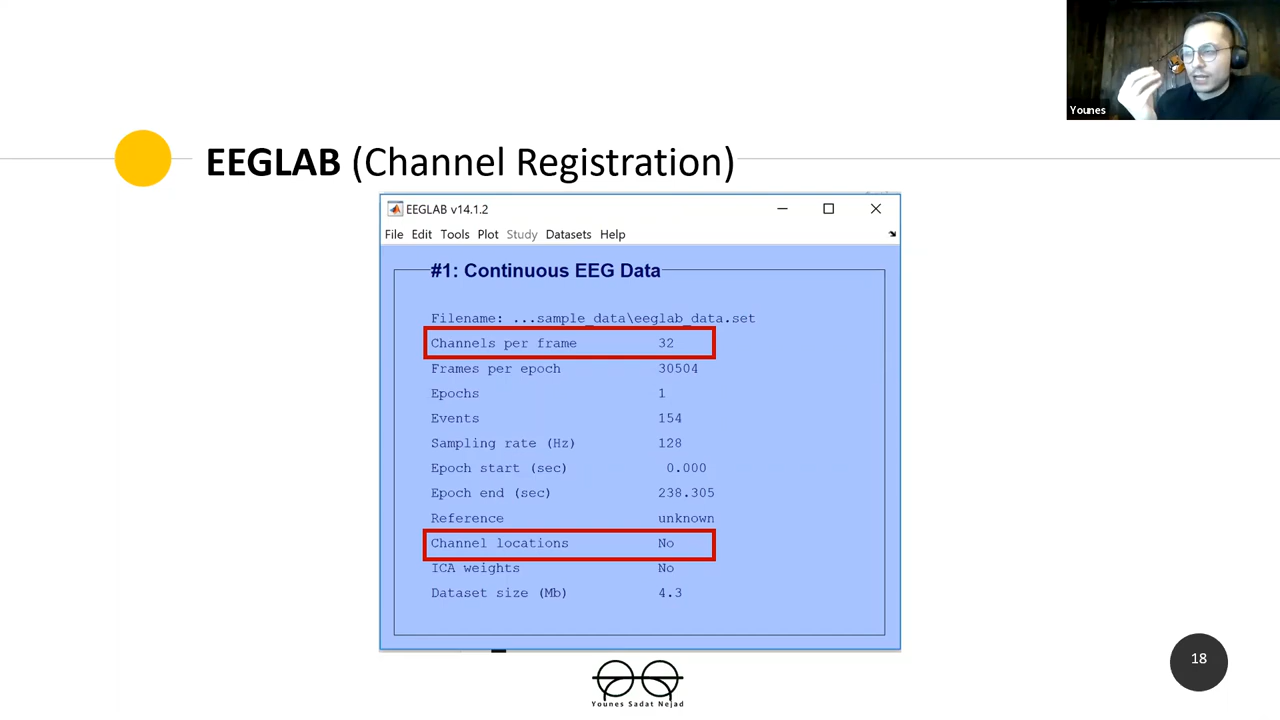 Younes
EEGLAB (Channel Registration)
EEGLAB v14.1.2
File Edit Tools Plot Study Datasets Help
#1: Continuous EEG Data
Filename: ...sample_data\eeglab_data.set
Channels per frame 32
Frames per epoch 30504
Epochs 1
Events 154
Sampling rate (Hz) 128
Epoch start (sec) 0.000
Epoch end (sec) 238.305
Reference unknown
Channel locations No
ICA weights No
Dataset size (Mb) 4.3
Younes Sadat Nejad
18